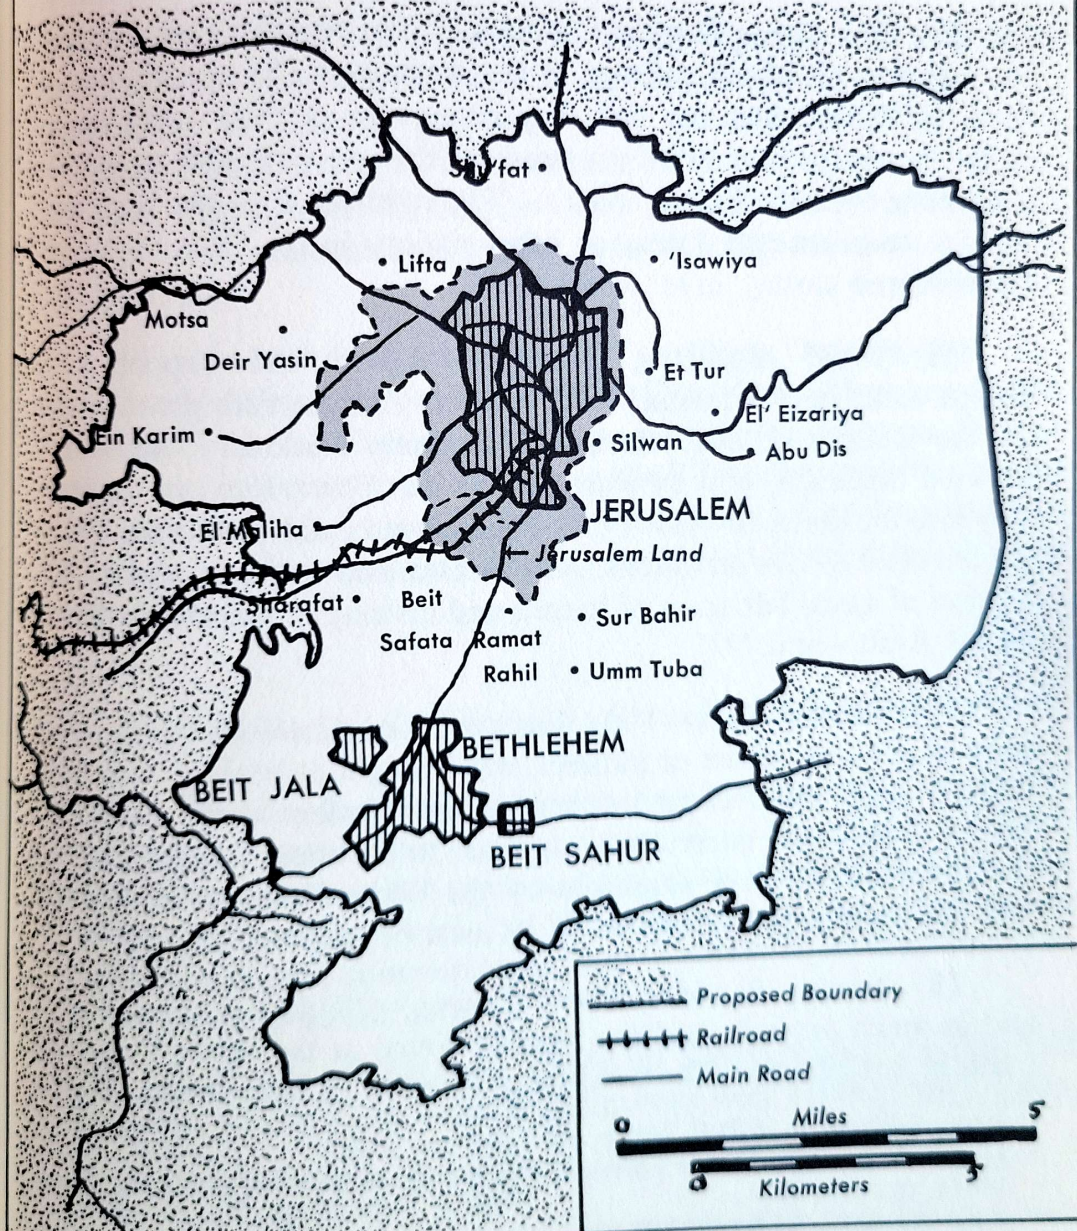 Shu'fat
Lifta
'Isawiya
Motsa
Deir Yasin
Et Tur
El' Eizariya
Ein Karim
Silwan
Abu Dis
JERUSALEM
El Maliha
Jerusalem Land
Sharafat
Beit
Safata
Sur Bahir
Ramat
Rahil
Umm Tuba
BETHLEHEM
BEIT JALA
BEIT SAHUR
Proposed Boundary
Railroad
Main Road
Miles
0 5
0 5
Kilometers